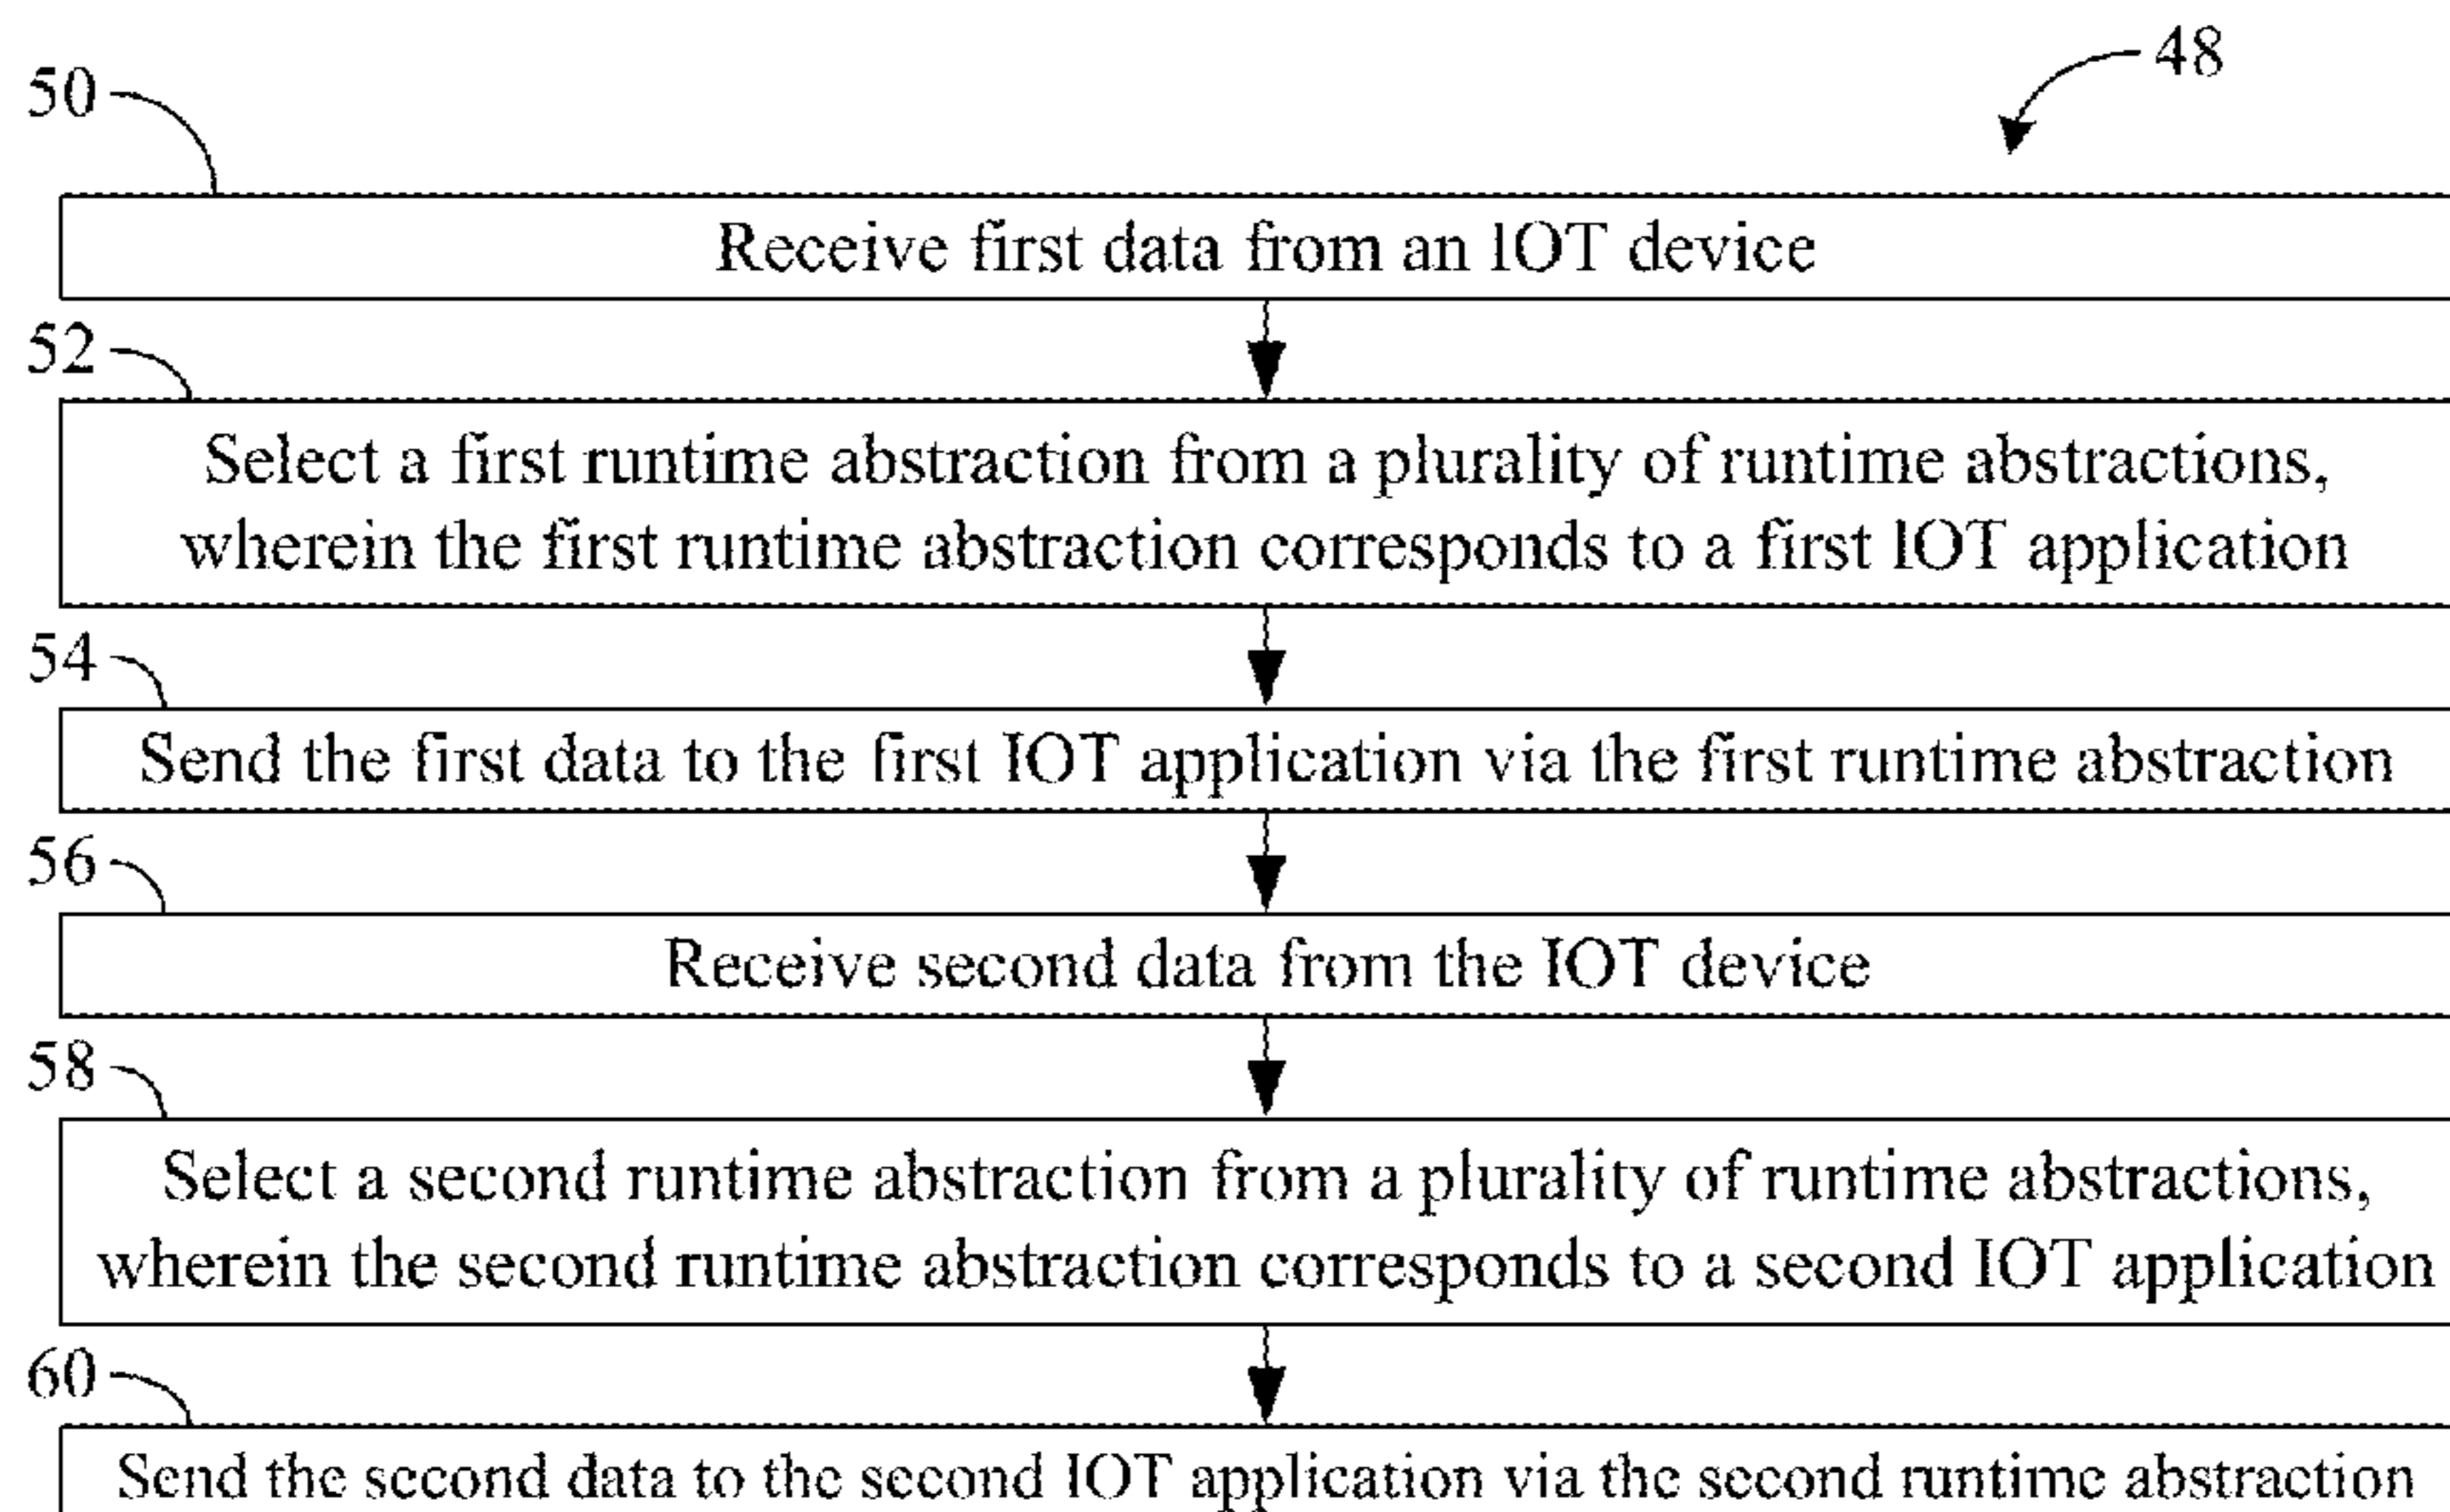 48
50
Receive first data from an IOT device
52
Select a first runtime abstraction from a plurality of runtime abstractions,
wherein the first runtime abstraction corresponds to a first IOT application
54
Send the first data to the first IOT application via the first runtime abstraction
56
Receive second data from the IOT device
58
Select a second runtime abstraction from a plurality of runtime abstractions,
wherein the second runtime abstraction corresponds to a second IOT application
60
Send the second data to the second IOT application via the second runtime abstraction